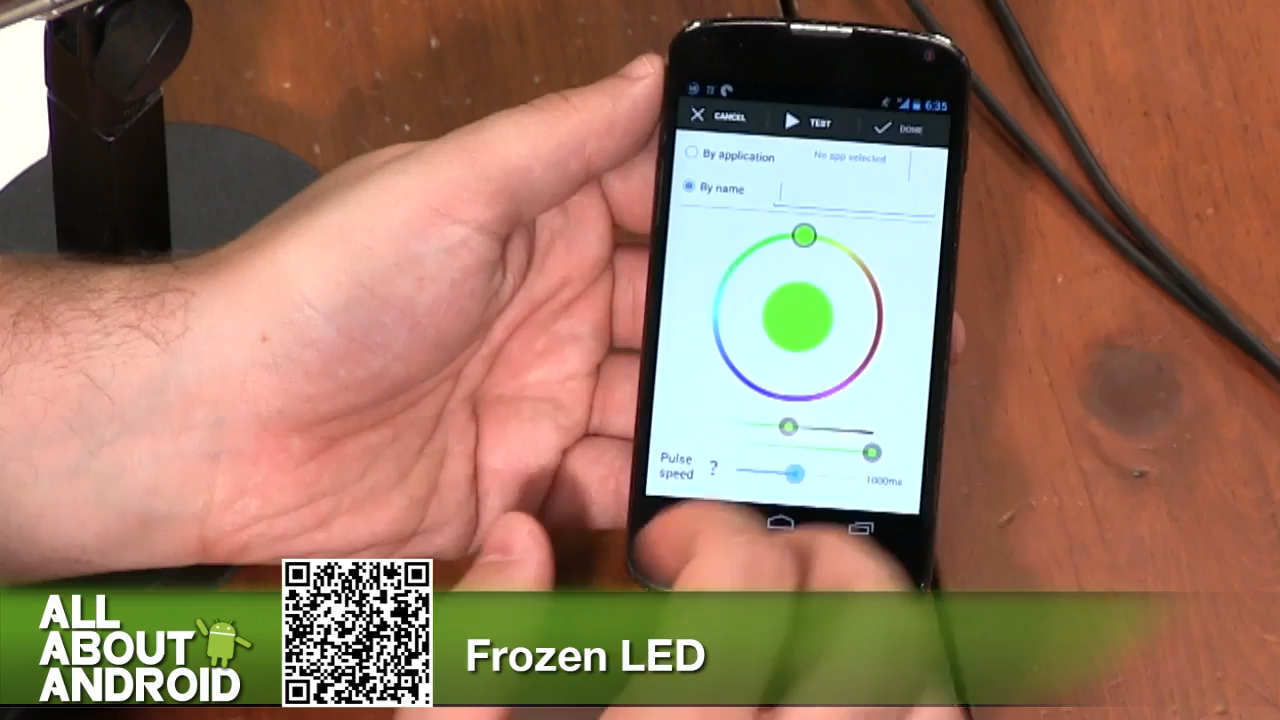 6:35
CANCEL
TEST
DONE
By application
No app selected
By name
Pulse
speed
?
1000ms
ALL
ABOUT
ANDROID
Frozen LED